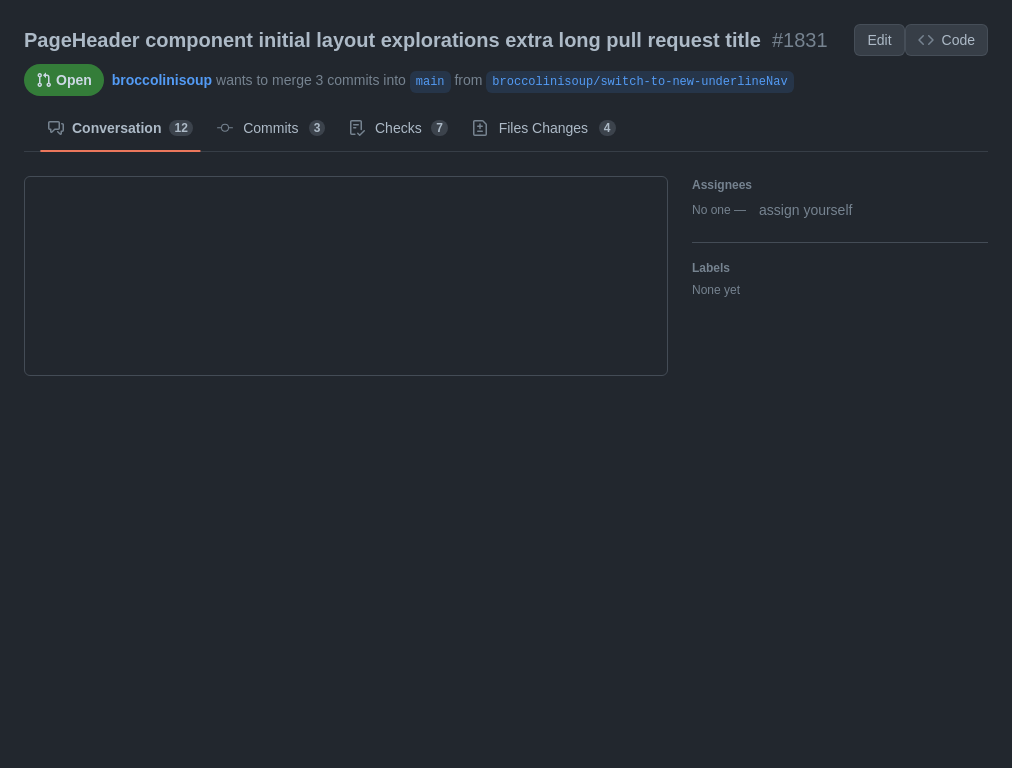 PageHeader component initial layout explorations extra long pull request title #1831
Edit
Code
Open
broccolinisoup wants to merge 3 commits into main from broccolinisoup/switch-to-new-underlineNav
Conversation 12
Commits 3
Checks 7
Files Changes 4
Assignees
No one — assign yourself
Labels
None yet